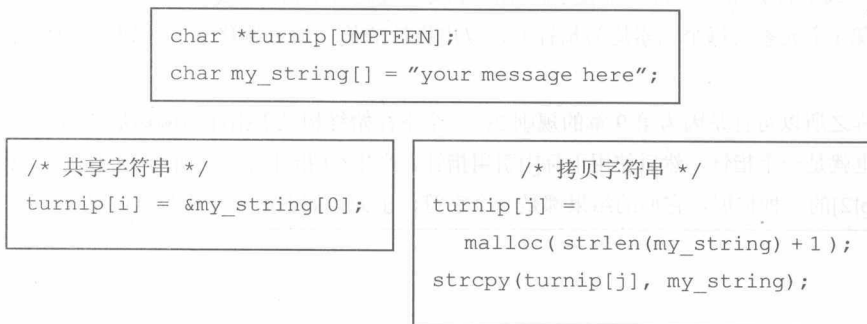 char *turnip[UMPTEEN];
char my_string[] = "your message here";
/* 共享字符串 */
turnip[i] = &my_string[0];
/* 拷贝字符串 */
turnip[j] =
malloc(strlen(my_string)+1);
strcpy(turnip[j], my_string);